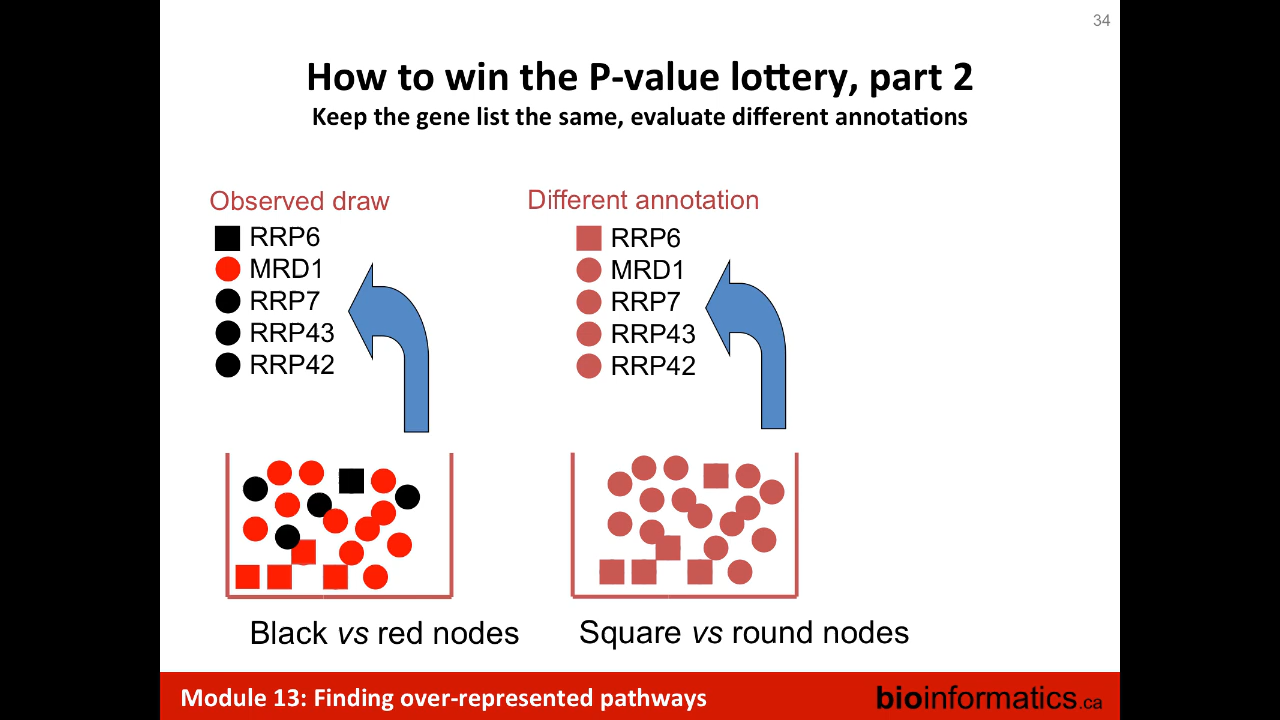 34
How to win the P-value lottery, part 2
Keep the gene list the same, evaluate different annotations
Observed draw
RRP6
MRD1
RRP7
RRP43
RRP42
Different annotation
RRP6
MRD1
RRP7
RRP43
RRP42
Black vs red nodes
Square vs round nodes
Module 13: Finding over-represented pathways
bioinformatics.ca